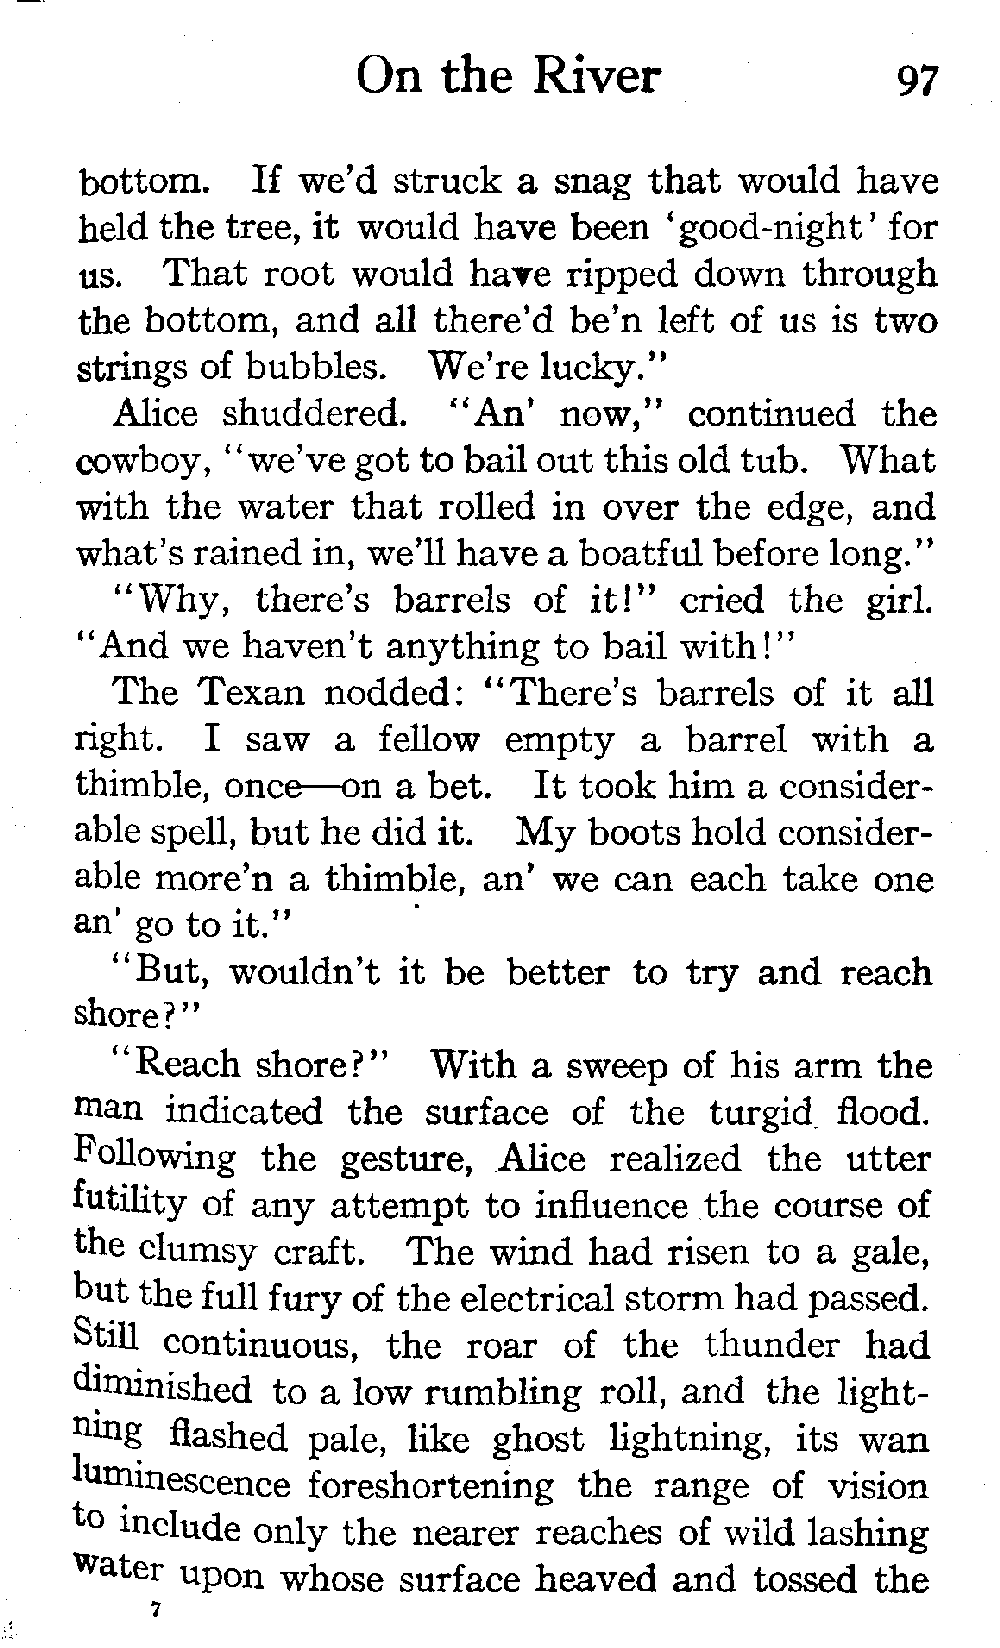 On the River 97
bottom. If we'd struck a snag that would have
held the tree, it would have been 'good-night' for
us. That root would have ripped down through
the bottom, and all there'd be'n left of us is two
strings of bubbles. We're lucky."
Alice shuddered. "An' now," continued the
cowboy, "we've got to bail out this old tub. What
with the water that rolled in over the edge, and
what's rained in, we'll have a boatful before long."
"Why, there's barrels of it!" cried the girl.
"And we haven't anything to bail with!"
The Texan nodded: "There's barrels of it all
right. I saw a fellow empty a barrel with a
thimble, once—on a bet. It took him a consider-
able spell, but he did it. My boots hold consider-
able more'n a thimble, an' we can each take one
an' go to it."
"But, wouldn't it be better to try and reach
shore?"
"Reach shore?" With a sweep of his arm the
man indicated the surface of the turgid flood.
Following the gesture, Alice realized the utter
futility of any attempt to influence the course of
the clumsy craft. The wind had risen to a gale,
but the full fury of the electrical storm had passed.
Still continuous, the roar of the thunder had
diminished to a low rumbling roll, and the light-
ning flashed pale, like ghost lightning, its wan
luminescence foreshortening the range of vision
to include only the nearer reaches of wild lashing
water upon whose surface heaved and tossed the
7